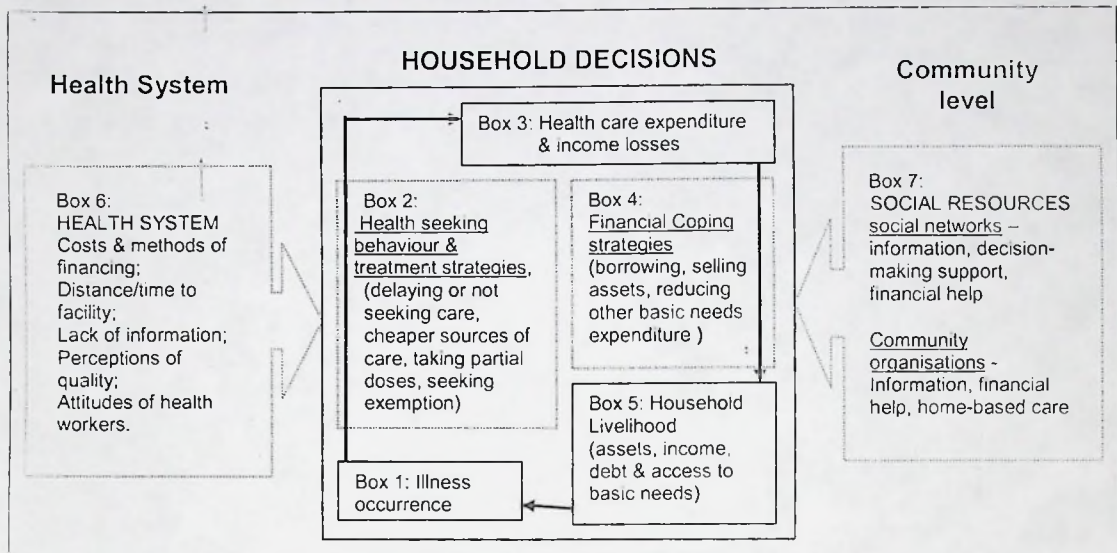 HOUSEHOLD DECISIONS
Health System
Community
level
Box 3: Health care expenditure
& income losses
Box 6:
HEALTH SYSTEM
Costs & methods of
financing;
Distance/time to
facility;
Lack of information;
Perceptions of
quality;
Attitudes of health
workers.
Box 2:
Health seeking
behaviour &
treatment strategies,
(delaying or not
seeking care,
cheaper sources of
care, taking partial
doses, seeking
exemption)
Box 4:
Financial Coping
strategies
(borrowing, selling
assets, reducing
other basic needs
expenditure )
Box 7:
SOCIAL RESOURCES
social networks –
information, decision-
making support,
financial help
Community
organisations -
Information, financial
help, home-based care
Box 5: Household
Livelihood
(assets, income,
debt & access to
basic needs)
Box 1: Illness
occurrence